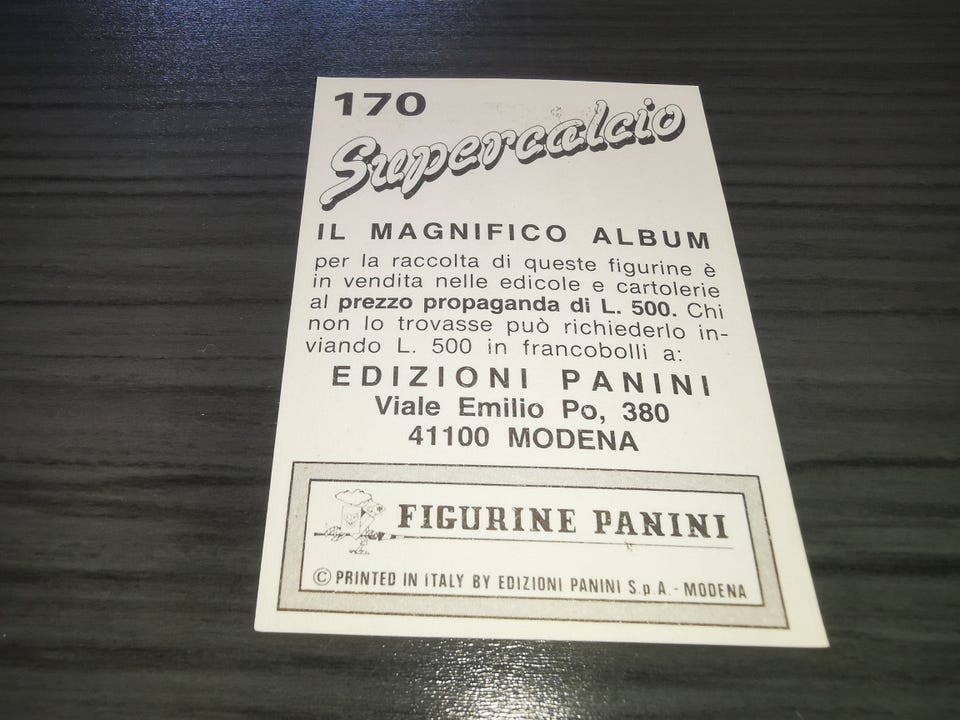 170
Supercalcio
IL MAGNIFICO ALBUM
per la raccolta di queste figurine è
in vendita nelle edicole e cartolerie
al prezzo propaganda di L. 500. Chi
non lo trovasse può richiederlo in-
viando L. 500 in francobolli a:
EDIZIONI PANINI
Viale Emilio Po, 380
41100 MODENA
FIGURINE PANINI
© PRINTED IN ITALY BY EDIZIONI PANINI S.p.A. - MODENA